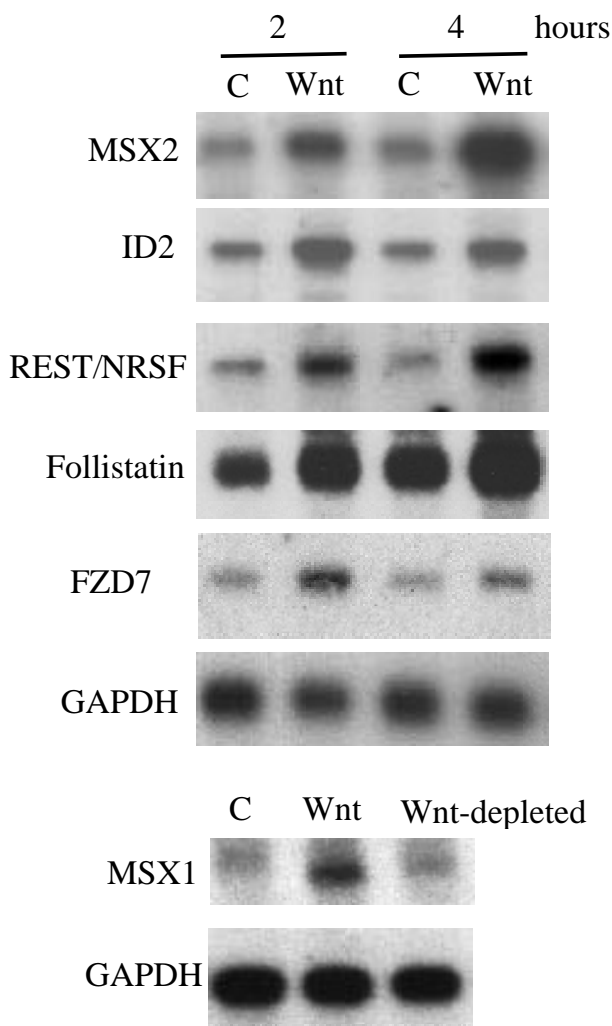 2 4 hours
C Wnt C Wnt
MSX2
ID2
REST/NRSF
Follistatin
FZD7
GAPDH
C Wnt Wnt-depleted
MSX1
GAPDH